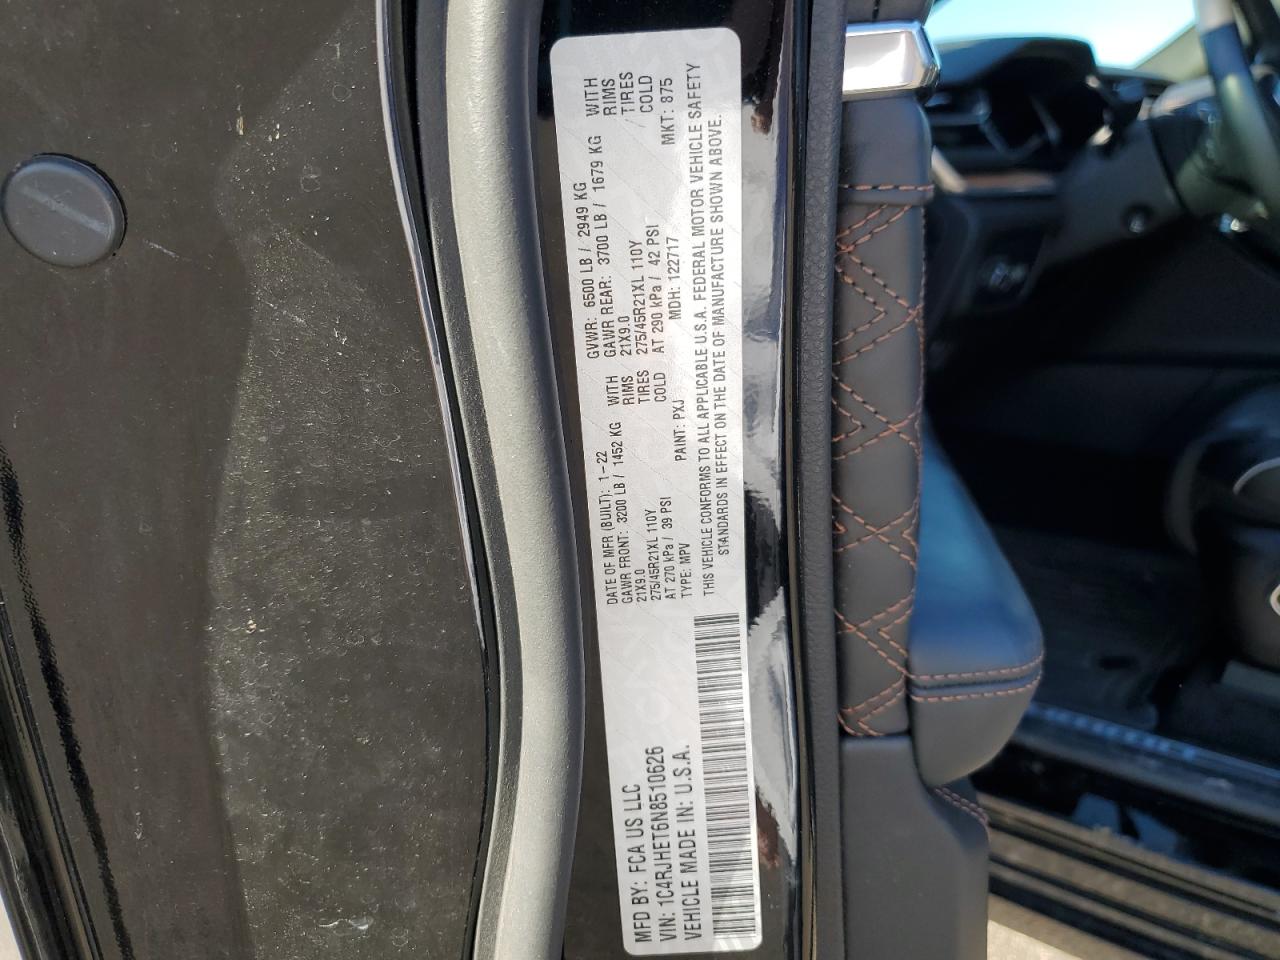 MFD BY: FCA US LLC
VIN: 1C4RJHET6N8510626
VEHICLE MADE IN: U.S.A.
DATE OF MFR (BUILT): 1-22
GAWR FRONT: 3200 LB / 1452 KG WITH
21X9.0 RIMS
275/45R21XL 110Y TIRES
AT 270 kPa / 39 PSI COLD
TYPE: MPV PAINT: PXJ
GVWR: 6500 LB / 2949 KG
GAWR REAR: 3700 LB / 1679 KG WITH
21X9.0 RIMS
275/45R21XL 110Y TIRES
AT 290 kPa / 42 PSI COLD
MDH: 122717 MKT: 875
THIS VEHICLE CONFORMS TO ALL APPLICABLE U.S.A. FEDERAL MOTOR VEHICLE SAFETY
STANDARDS IN EFFECT ON THE DATE OF MANUFACTURE SHOWN ABOVE.